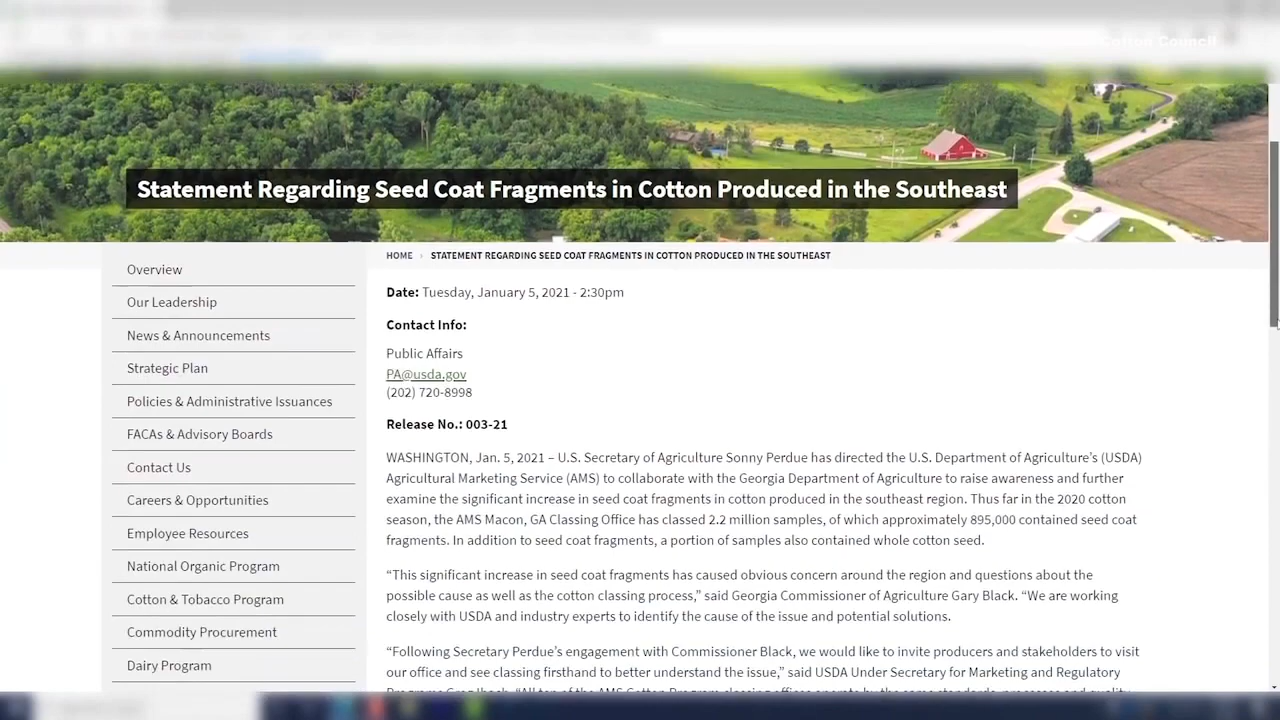 Cotton Council
Statement Regarding Seed Coat Fragments in Cotton Produced in the Southeast
HOME › STATEMENT REGARDING SEED COAT FRAGMENTS IN COTTON PRODUCED IN THE SOUTHEAST
Overview
Our Leadership
News & Announcements
Strategic Plan
Policies & Administrative Issuances
FACAs & Advisory Boards
Contact Us
Careers & Opportunities
Employee Resources
National Organic Program
Cotton & Tobacco Program
Commodity Procurement
Dairy Program
Date: Tuesday, January 5, 2021 - 2:30pm
Contact Info:
Public Affairs
PA@usda.gov
(202) 720-8998
Release No.: 003-21
WASHINGTON, Jan. 5, 2021 – U.S. Secretary of Agriculture Sonny Perdue has directed the U.S. Department of Agriculture's (USDA)
Agricultural Marketing Service (AMS) to collaborate with the Georgia Department of Agriculture to raise awareness and further
examine the significant increase in seed coat fragments in cotton produced in the southeast region. Thus far in the 2020 cotton
season, the AMS Macon, GA Classing Office has classed 2.2 million samples, of which approximately 895,000 contained seed coat
fragments. In addition to seed coat fragments, a portion of samples also contained whole cotton seed.
“This significant increase in seed coat fragments has caused obvious concern around the region and questions about the
possible cause as well as the cotton classing process,” said Georgia Commissioner of Agriculture Gary Black. “We are working
closely with USDA and industry experts to identify the cause of the issue and potential solutions.
“Following Secretary Perdue’s engagement with Commissioner Black, we would like to invite producers and stakeholders to visit
our office and see classing firsthand to better understand the issue,” said USDA Under Secretary for Marketing and Regulatory